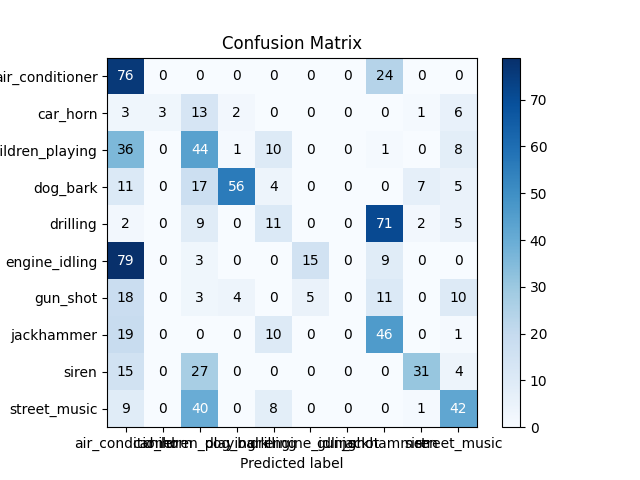 Confusion Matrix
air_conditioner 76 0 0 0 0 0 0 24 0 0
car_horn 3 3 13 2 0 0 0 0 1 6
ildren_playing 36 0 44 1 10 0 0 1 0 8
dog_bark 11 0 17 56 4 0 0 0 7 5
drilling 2 0 9 0 11 0 0 71 2 5
engine_idling 79 0 3 0 0 15 0 9 0 0
gun_shot 18 0 3 4 0 5 0 11 0 10
jackhammer 19 0 0 0 10 0 0 46 0 1
siren 15 0 27 0 0 0 0 0 31 4
street_music 9 0 40 0 8 0 0 0 1 42
street_music
Predicted label
70
60
50
40
30
20
10
0